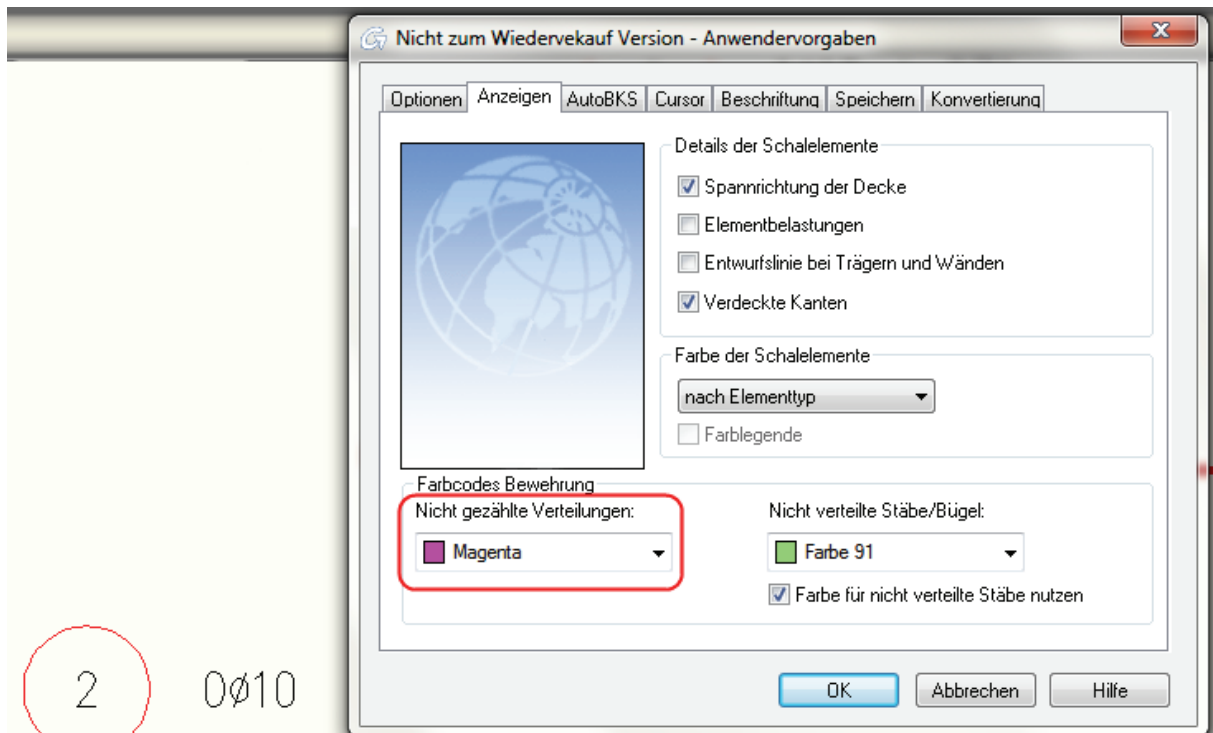 Nicht zum Wiedervekauf Version - Anwendervorgaben
Optionen Anzeigen AutoBKS Cursor Beschriftung Speichern Konvertierung
Details der Schalelemente
Spannrichtung der Decke
Elementbelastungen
Entwurfslinie bei Trägern und Wänden
Verdeckte Kanten
Farbe der Schalelemente
nach Elementtyp
Farblegende
Farbcodes Bewehrung
Nicht gezählte Verteilungen: Nicht verteilte Stäbe/Bügel:
Magenta Farbe 91
Farbe für nicht verteilte Stäbe nutzen
2 0ø10
OK Abbrechen Hilfe